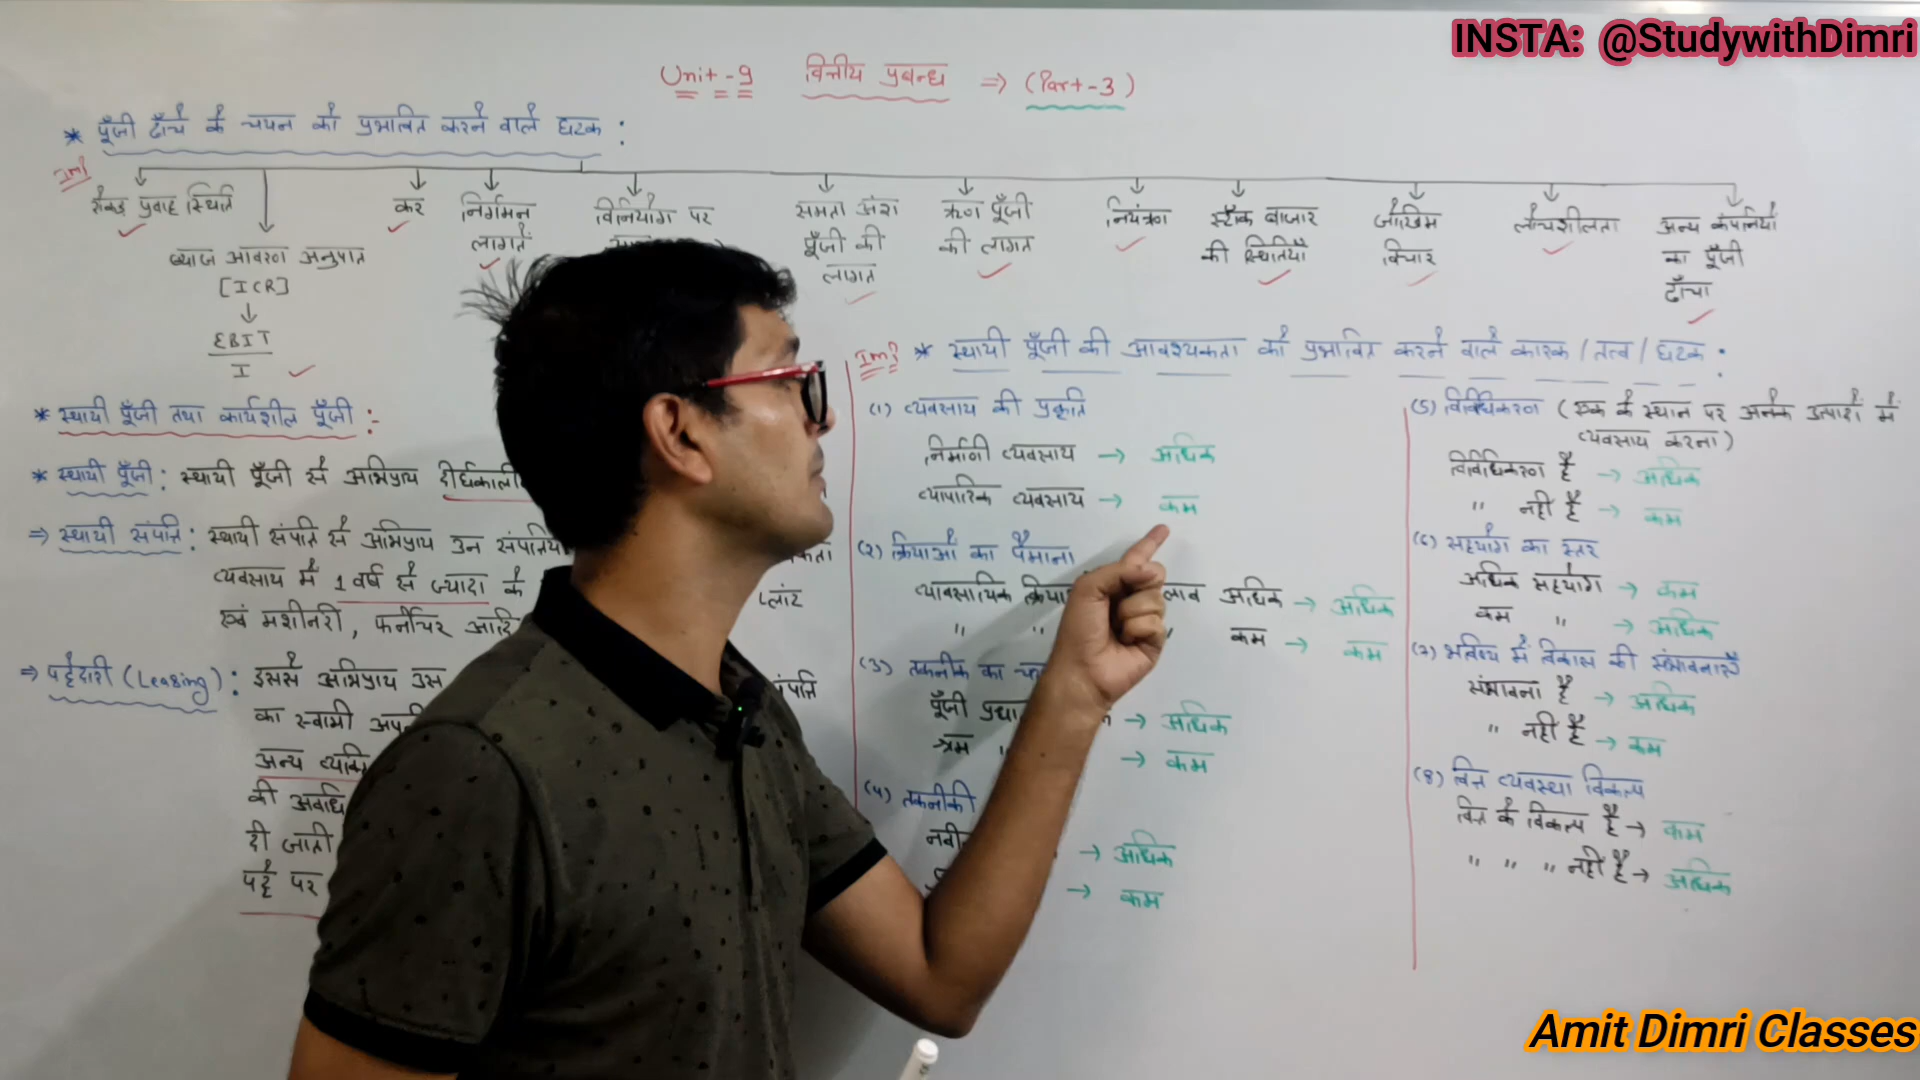 INSTA: @StudywithDimri
Unit - 9 वित्तीय प्रबन्ध ⇒ (Part-3)
* पूँजी ढाँचे के चयन को प्रभावित करने वाले घटक :
Imp
रोकड़ प्रवाह स्थिति
ब्याज आवरण अनुपात
[ICR]
↓
EBIT
I
कर
निर्गमन
लागतें
विनियोग पर
समता अंश
पूँजी की
लागत
ऋण पूँजी
की लागत
नियंत्रण
स्टॉक बाजार
की स्थितियाँ
जोखिम
विचार
लोचशीलता
अन्य कंपनियों
का पूँजी
ढाँचा
* स्थायी पूँजी तथा कार्यशील पूँजी :-
* स्थायी पूँजी : स्थायी पूँजी से अभिप्राय
⇒ स्थायी संपत्ति : स्थायी संपत्ति से अभिप्राय उन
व्यवसाय में 1 वर्ष से ज्यादा के
प्लांट
एवं मशीनरी, फर्नीचर आदि
⇒ पट्टेदारी (Leasing) : इससे अभिप्राय उस
का स्वामी
अन्य
की अवधि
दी जाती
पट्टे पर
Imp * स्थायी पूँजी की आवश्यकता को प्रभावित करने वाले कारक / तत्व / घटक :
(1) व्यवसाय की प्रकृति
निर्माणी व्यवसाय → अधिक
व्यापारिक व्यवसाय → कम
(2) क्रियाओं का पैमाना
व्यावसायिक अधिक → अधिक
" " " कम → कम
(3) तकनीक का
पूँजी → अधिक
श्रम → कम
(4) तकनीकी
→ अधिक
→ कम
(5) विविधिकरण (एक के स्थान पर अनेक उत्पादों में
व्यवसाय करना)
विविधिकरण है → अधिक
" नहीं है → कम
(6) सहयोग का स्तर
अधिक सहयोग → कम
कम " → अधिक
(7) भविष्य में विकास की संभावनाएँ
संभावना है → अधिक
" नहीं है → कम
(8) वित्त व्यवस्था विकल्प
वित्त के विकल्प है → कम
" " " नहीं है → अधिक
Amit Dimri Classes